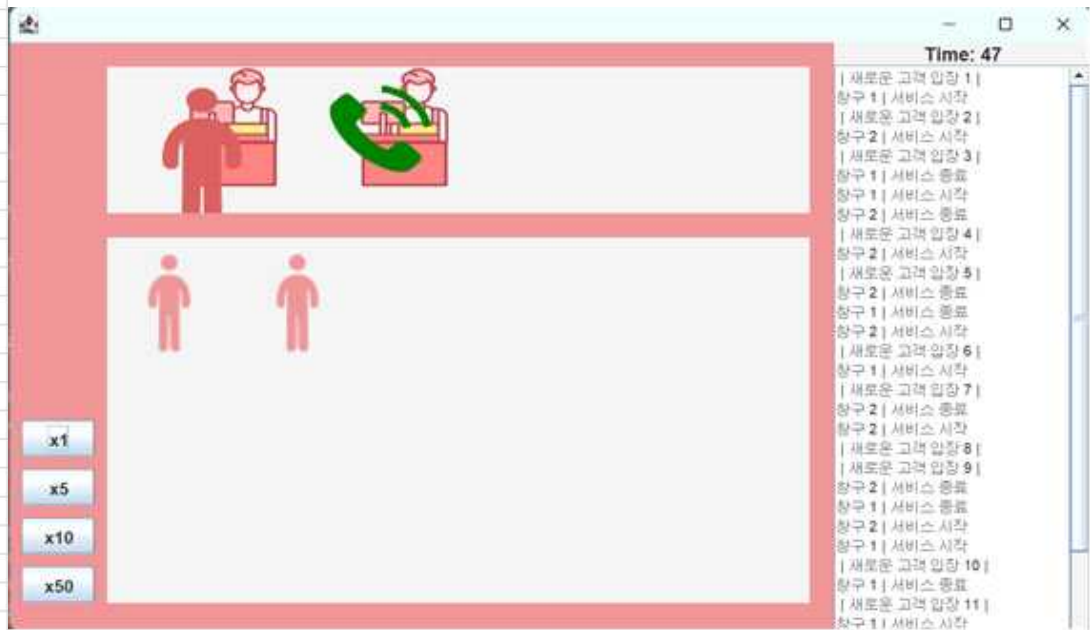 Time: 47
| 새로운 고객 입장 1 |
창구 1 | 서비스 시작
| 새로운 고객 입장 2 |
창구 2 | 서비스 시작
| 새로운 고객 입장 3 |
창구 1 | 서비스 종료
창구 1 | 서비스 시작
창구 2 | 서비스 종료
| 새로운 고객 입장 4 |
창구 2 | 서비스 시작
| 새로운 고객 입장 5 |
창구 2 | 서비스 종료
창구 1 | 서비스 종료
창구 2 | 서비스 시작
| 새로운 고객 입장 6 |
창구 1 | 서비스 시작
| 새로운 고객 입장 7 |
창구 2 | 서비스 종료
창구 2 | 서비스 시작
| 새로운 고객 입장 8 |
| 새로운 고객 입장 9 |
창구 2 | 서비스 종료
창구 1 | 서비스 종료
창구 2 | 서비스 시작
창구 1 | 서비스 시작
| 새로운 고객 입장 10 |
창구 1 | 서비스 종료
| 새로운 고객 입장 11 |
창구 1 | 서비스 시작
x1
x5
x10
x50